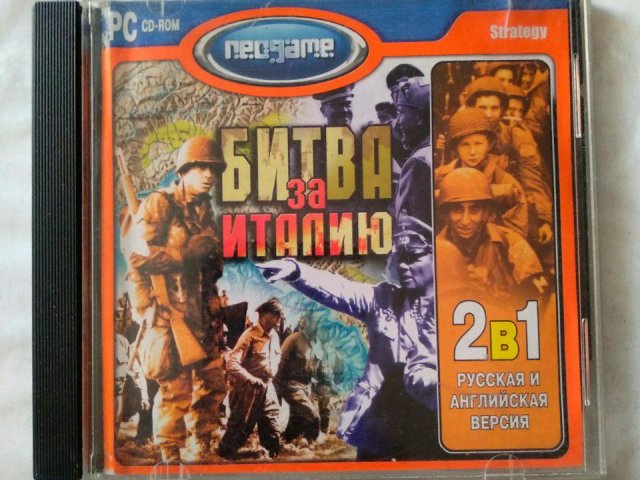 PC CD-ROM
neogame
Strategy
БИТВА
за
ИТАЛИЮ
2в1
РУССКАЯ И
АНГЛИЙСКАЯ
ВЕРСИЯ